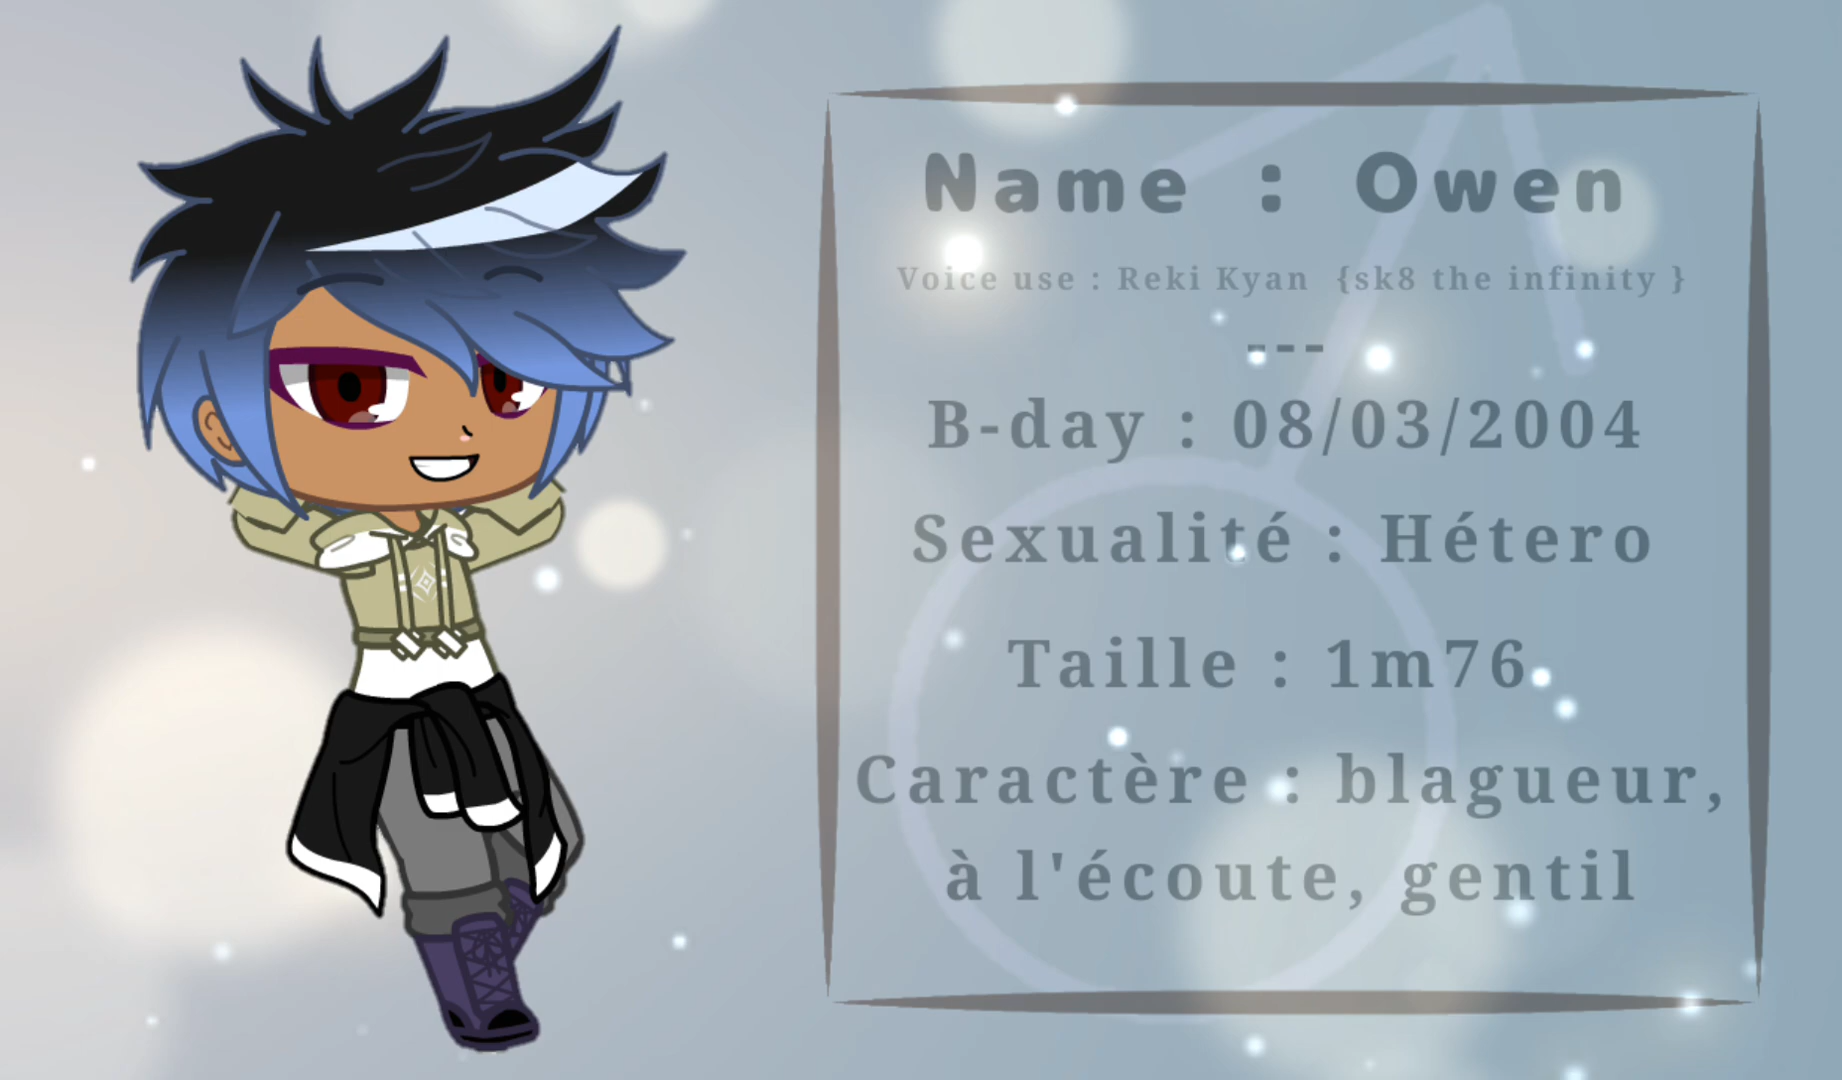 Name : Owen
Voice use : Reki Kyan {sk8 the infinity }
---
B-day : 08/03/2004
Sexualité : Hétero
Taille : 1m76
Caractère : blagueur,
à l'écoute, gentil